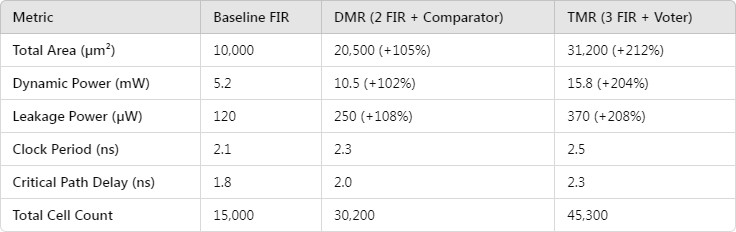 Metric Baseline FIR DMR (2 FIR + Comparator) TMR (3 FIR + Voter)
Total Area (μm²) 10,000 20,500 (+105%) 31,200 (+212%)
Dynamic Power (mW) 5.2 10.5 (+102%) 15.8 (+204%)
Leakage Power (μW) 120 250 (+108%) 370 (+208%)
Clock Period (ns) 2.1 2.3 2.5
Critical Path Delay (ns) 1.8 2.0 2.3
Total Cell Count 15,000 30,200 45,300